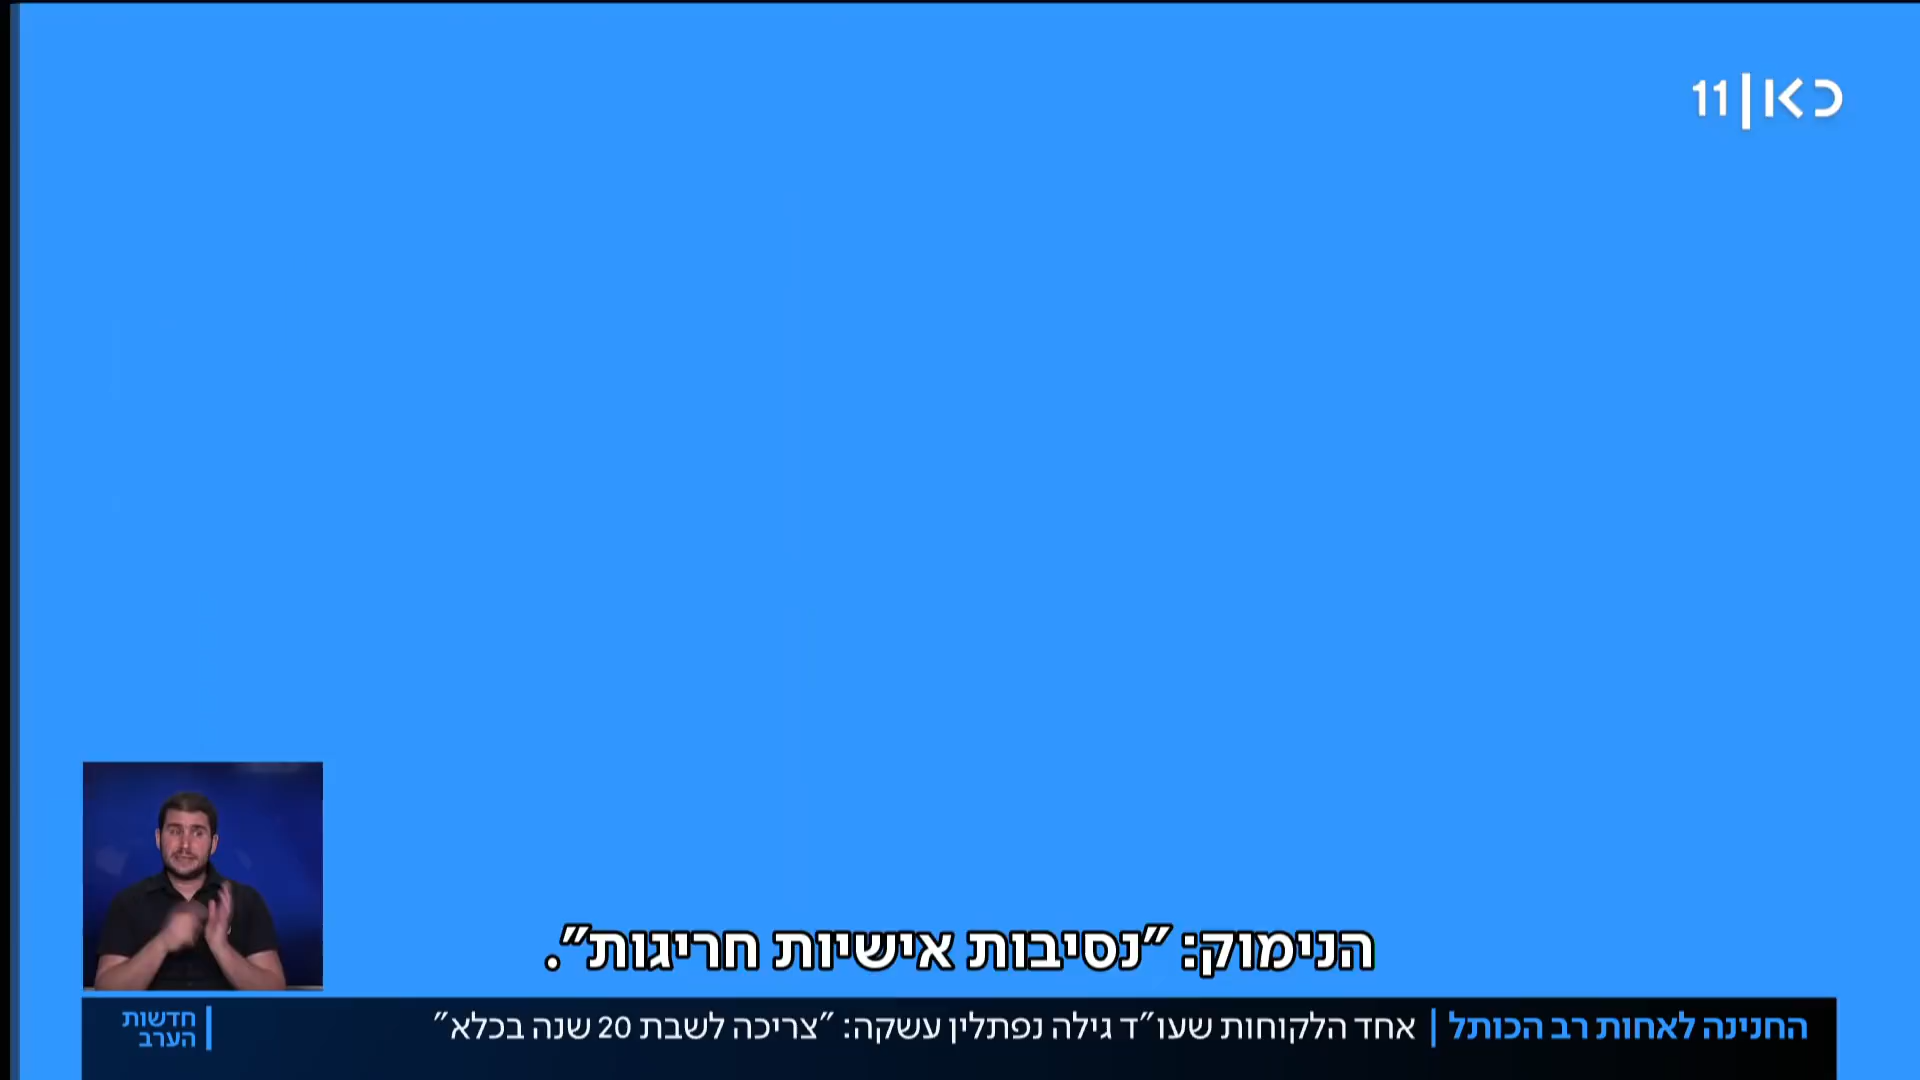 כאן 11
הנימוק: "נסיבות אישיות חריגות".
החנינה לאחות רב הכותל | אחד הלקוחות שעו"ד גילה נפתלין עשקה: "צריכה לשבת 20 שנה בכלא"
חדשות
הערב